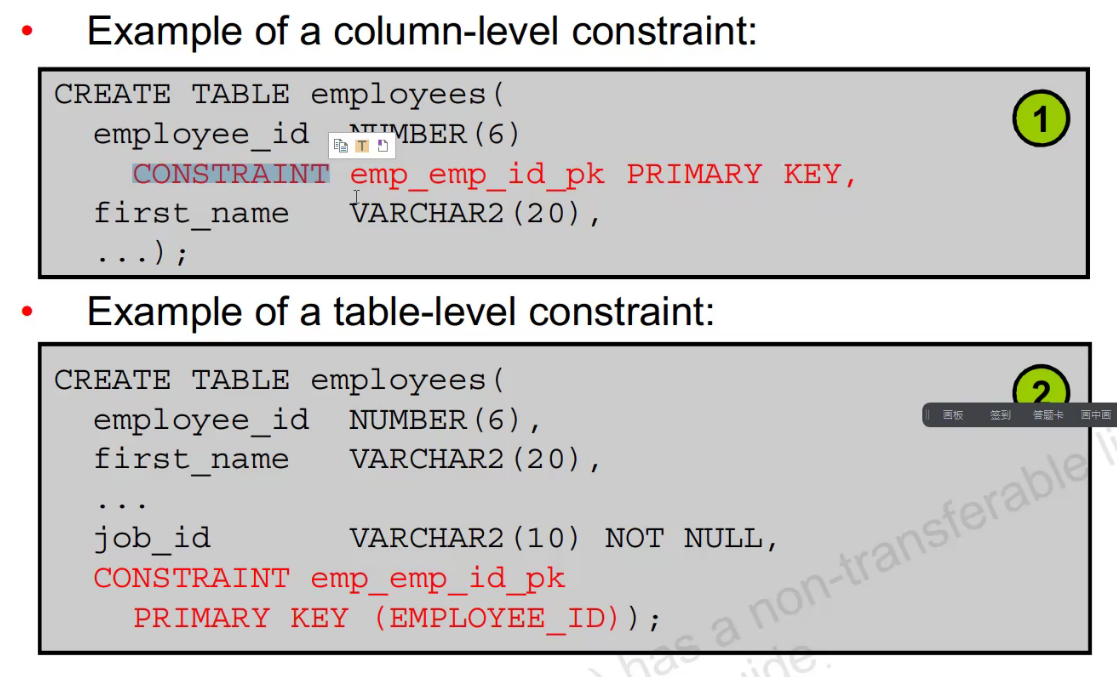 • Example of a column-level constraint:
CREATE TABLE employees(
employee_id NUMBER(6)
CONSTRAINT emp_emp_id_pk PRIMARY KEY,
first_name VARCHAR2(20),
...);
1
• Example of a table-level constraint:
CREATE TABLE employees(
employee_id NUMBER(6),
first_name VARCHAR2(20),
...
job_id VARCHAR2(10) NOT NULL,
CONSTRAINT emp_emp_id_pk
PRIMARY KEY (EMPLOYEE_ID));
2
画板 签到 答题卡 画中画
has a non-transferable